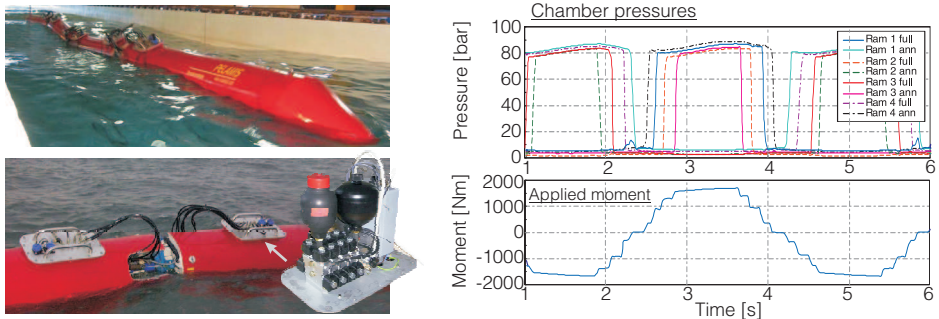 PELAMIS
Chamber pressures
Pressure [bar]
100
80
60
40
20
0
1
2
3
4
5
6
Ram 1 full
Ram 1 ann
Ram 2 full
Ram 2 ann
Ram 3 full
Ram 3 ann
Ram 4 full
Ram 4 ann
Applied moment
Moment [Nm]
2000
1000
0
-1000
-2000
1
2
3
4
5
6
Time [s]